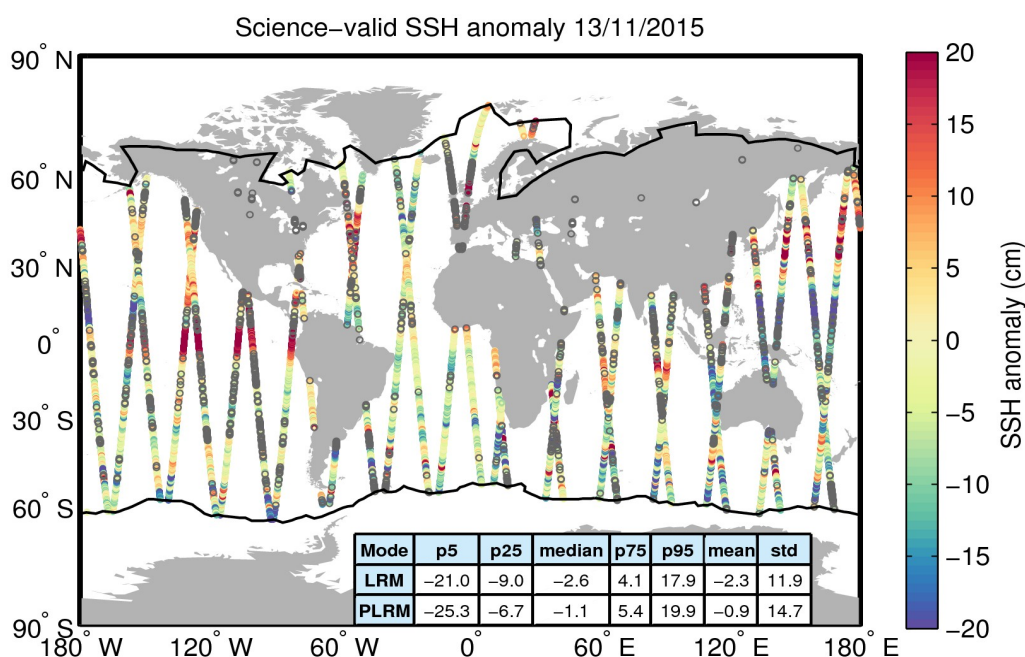 Science−valid SSH anomaly 13/11/2015
90° N
60° N
30° N
0°
30° S
60° S
90° S
180° W
120° W
60° W
0°
60° E
120° E
180° E
Mode p5 p25 median p75 p95 mean std
LRM −21.0 −9.0 −2.6 4.1 17.9 −2.3 11.9
PLRM −25.3 −6.7 −1.1 5.4 19.9 −0.9 14.7
20
15
10
5
0
−5
−10
−15
−20
SSH anomaly (cm)